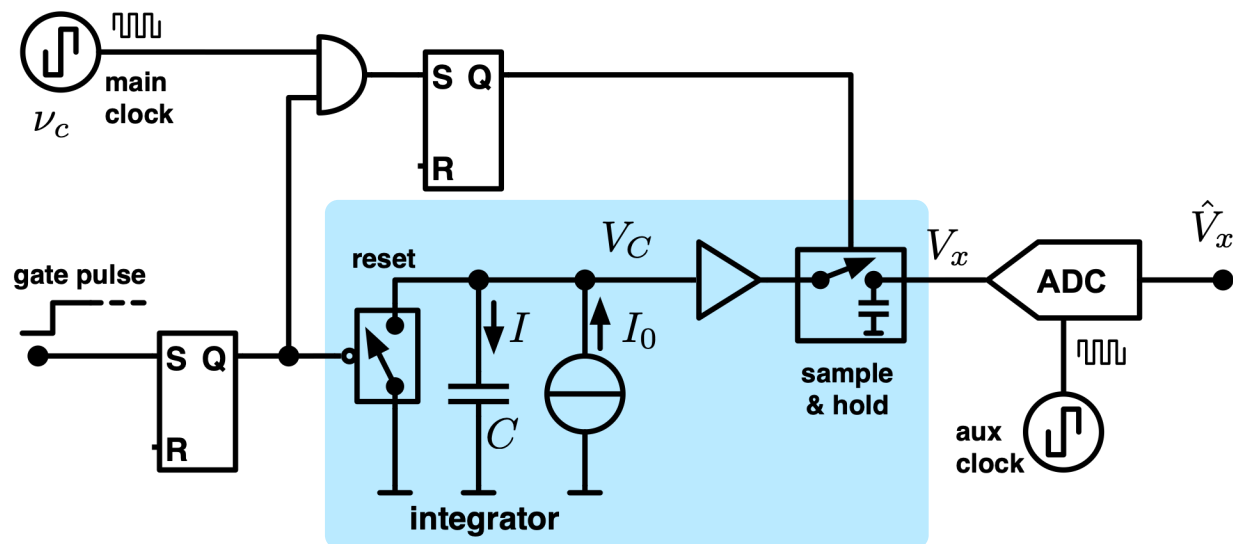 main
clock
ν_c
S Q
R
gate pulse
S Q
R
reset
V_C
I
I_0
C
integrator
sample
& hold
V_x
ADC
V̂_x
aux
clock